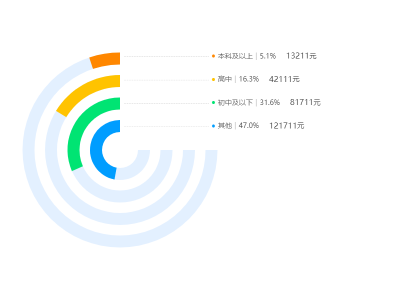 本科及以上 | 5.1% 13211元
高中 | 16.3% 42111元
初中及以下 | 31.6% 81711元
其他 | 47.0% 121711元